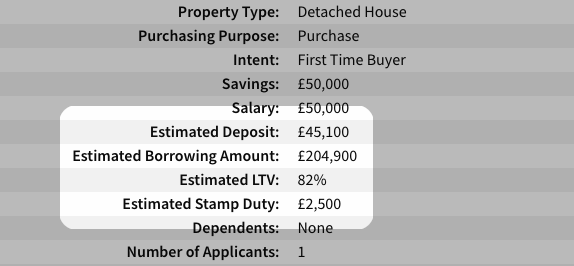 Property Type: Detached House
Purchasing Purpose: Purchase
Intent: First Time Buyer
Savings: £50,000
Salary: £50,000
Estimated Deposit: £45,100
Estimated Borrowing Amount: £204,900
Estimated LTV: 82%
Estimated Stamp Duty: £2,500
Dependents: None
Number of Applicants: 1